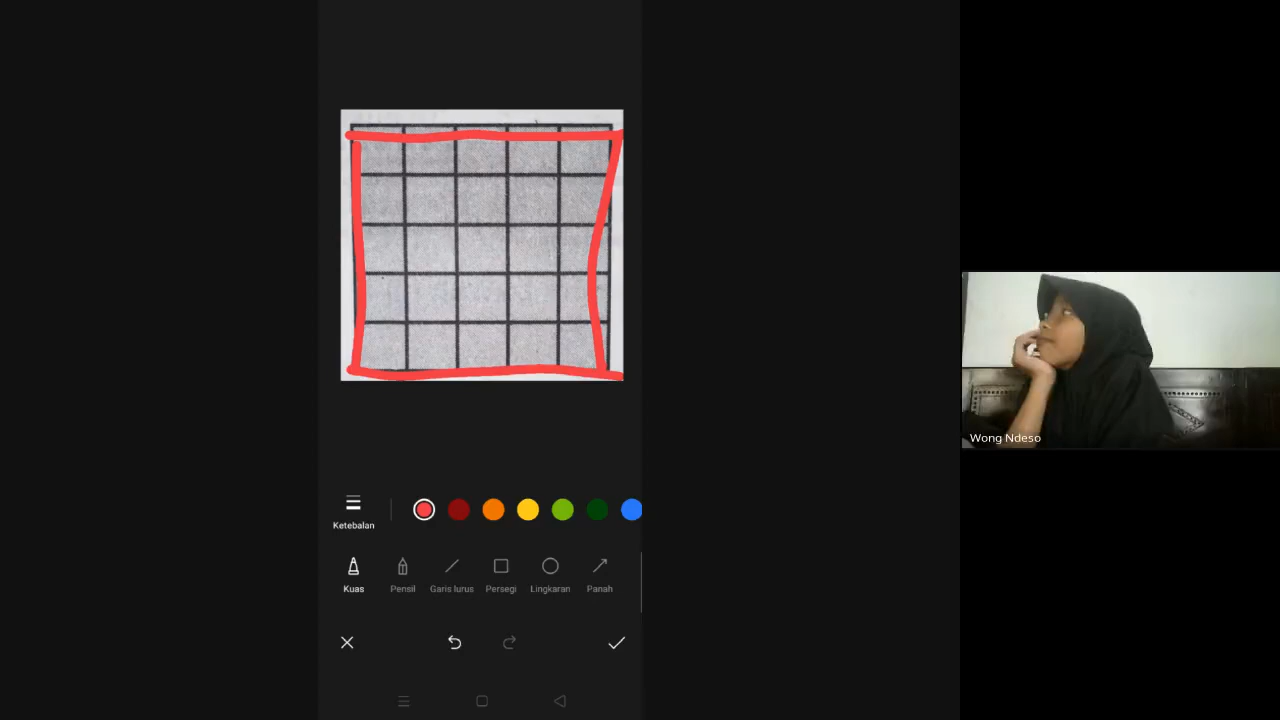 Ketebalan
Kuas Pensil Garis lurus Persegi Lingkaran Panah
Wong Ndeso